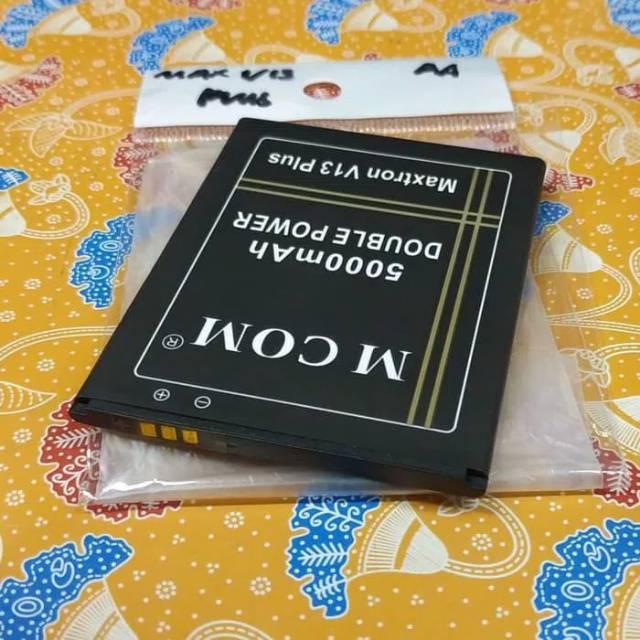 MAX V13
PLUS
AA
M COM ®
5000mAh
DOUBLE POWER
Maxtron V13 Plus
+ -